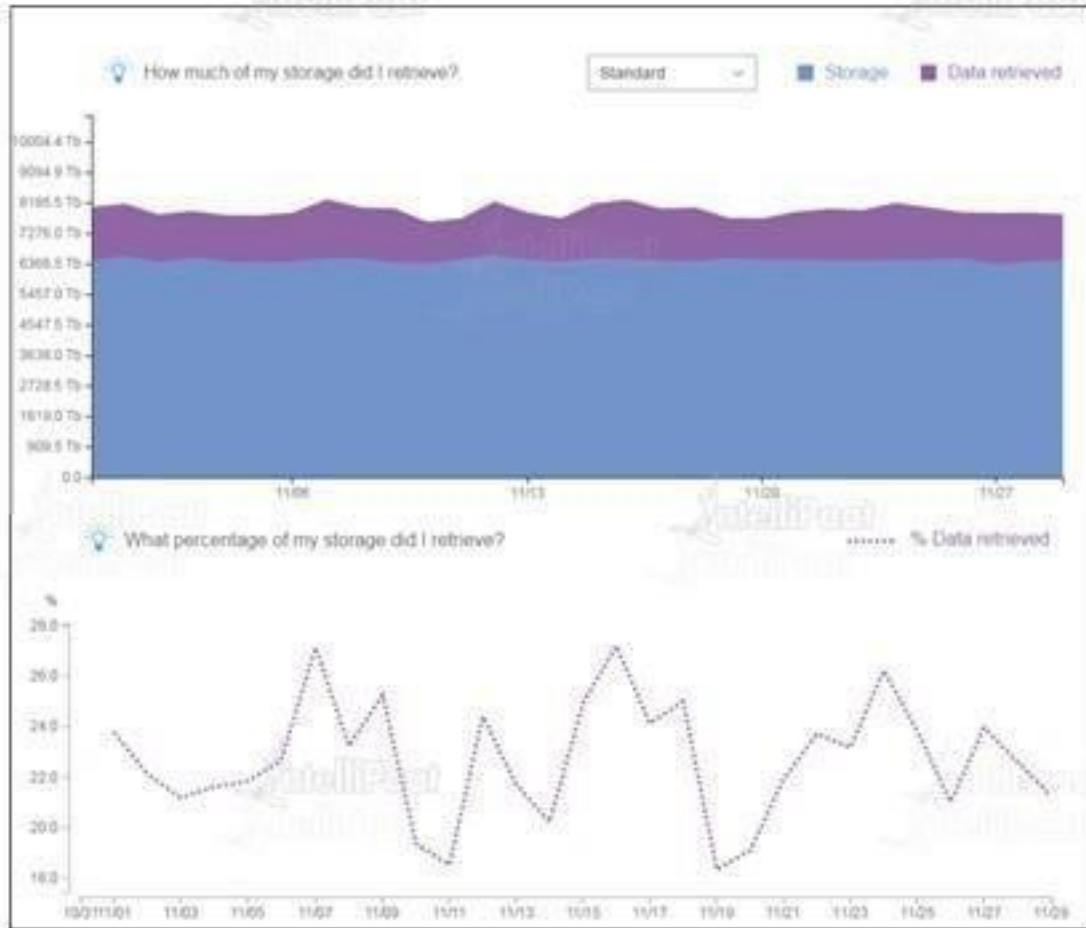 How much of my storage did I retrieve?
Standard
Storage
Data retrieved
10004.4 Tb
9094.9 Tb
8185.5 Tb
7276.0 Tb
6366.5 Tb
5457.0 Tb
4547.5 Tb
3638.0 Tb
2728.5 Tb
1819.0 Tb
909.5 Tb
0.0
11/06
11/13
11/20
11/27
What percentage of my storage did I retrieve?
% Data retrieved
%
28.0
26.0
24.0
22.0
20.0
18.0
10/31 11/01 11/03 11/05 11/07 11/09 11/11 11/13 11/15 11/17 11/19 11/21 11/23 11/25 11/27 11/29